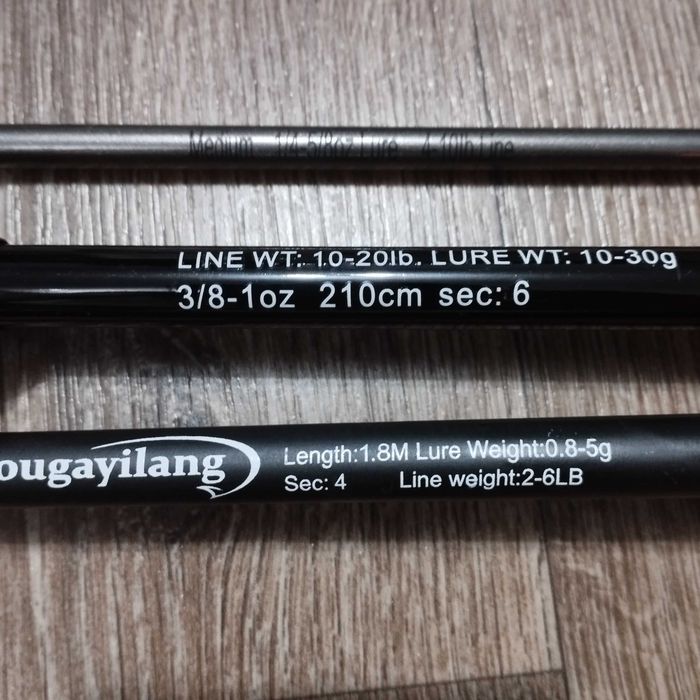 Medium 1/4-5/8oz Lure 4-10lb Line
LINE WT: 10-20lb. LURE WT: 10-30g
3/8-1oz 210cm sec: 6
ougayilang
Length:1.8M Lure Weight:0.8-5g
Sec: 4 Line weight:2-6LB